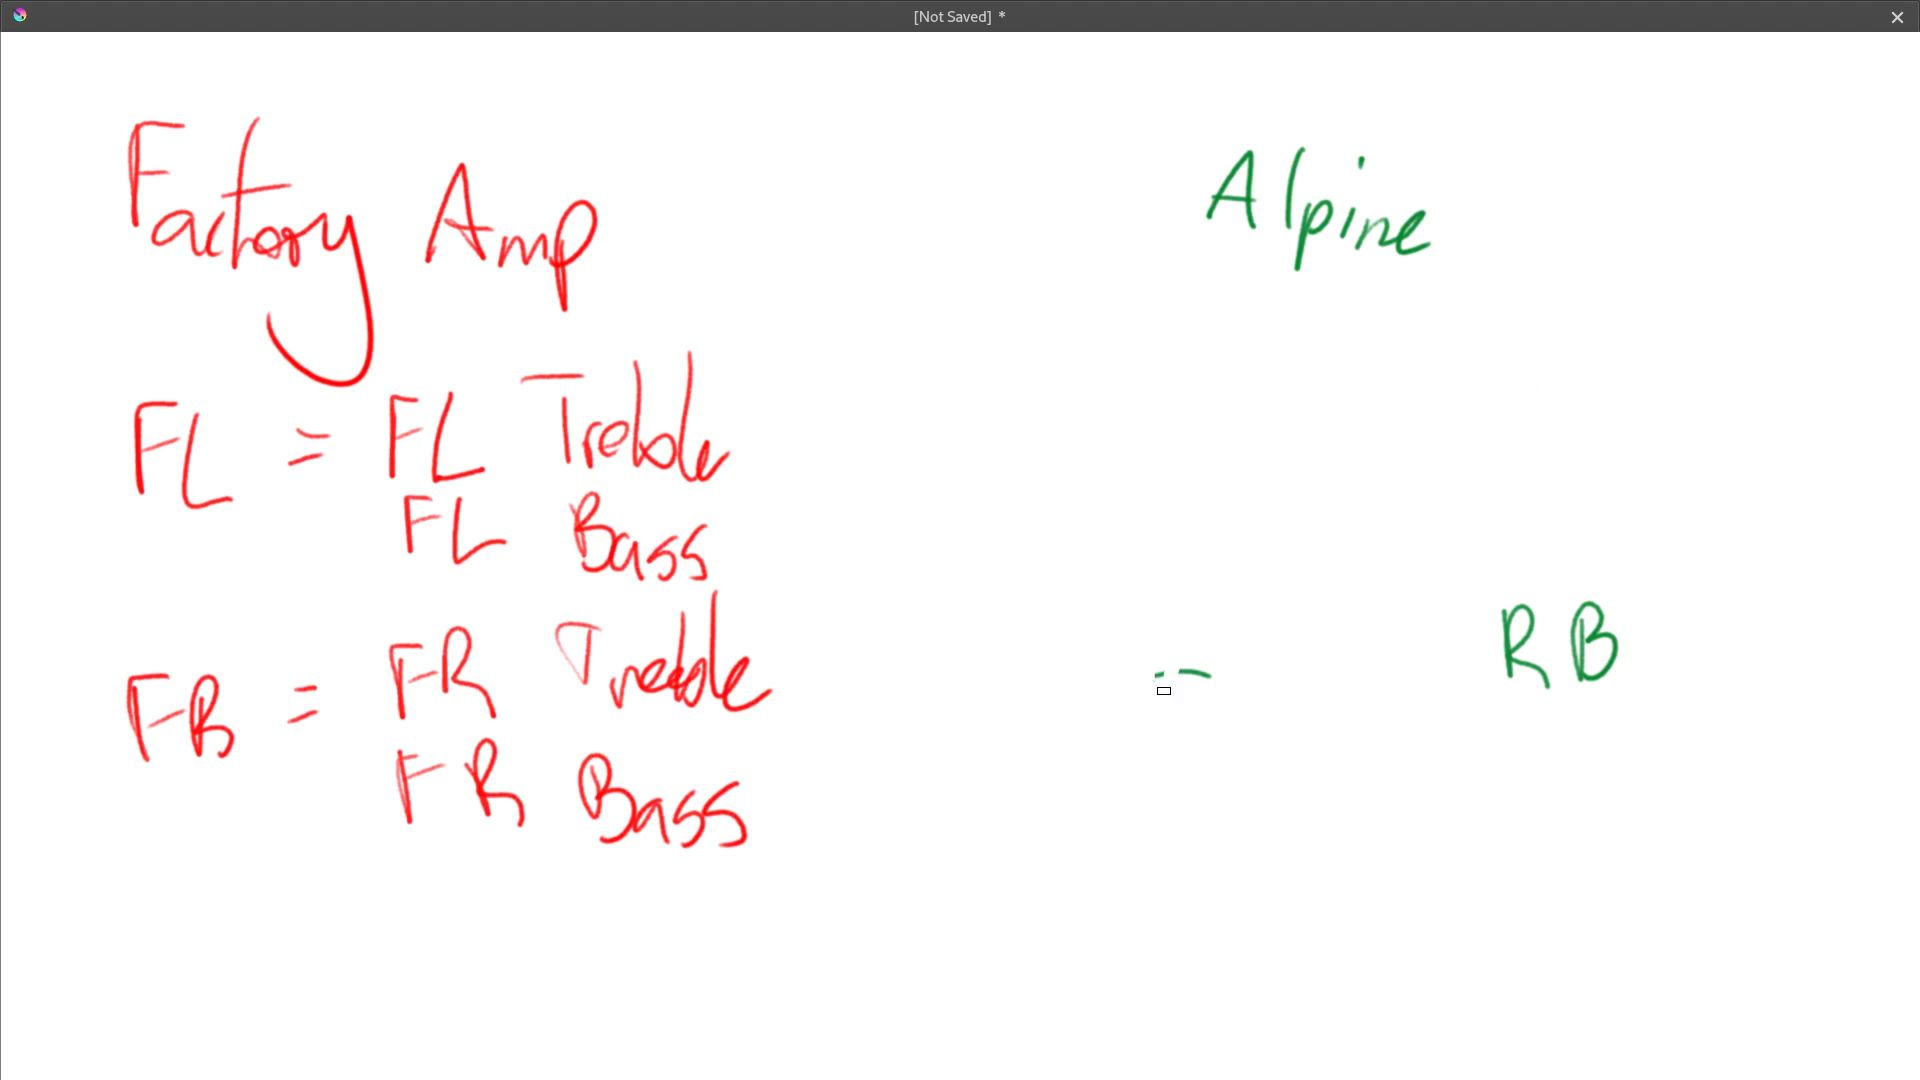 [Not Saved] *
Factory Amp
Alpine
FL = FL Treble
FL Bass
FR = FR Treble
RB
FR Bass